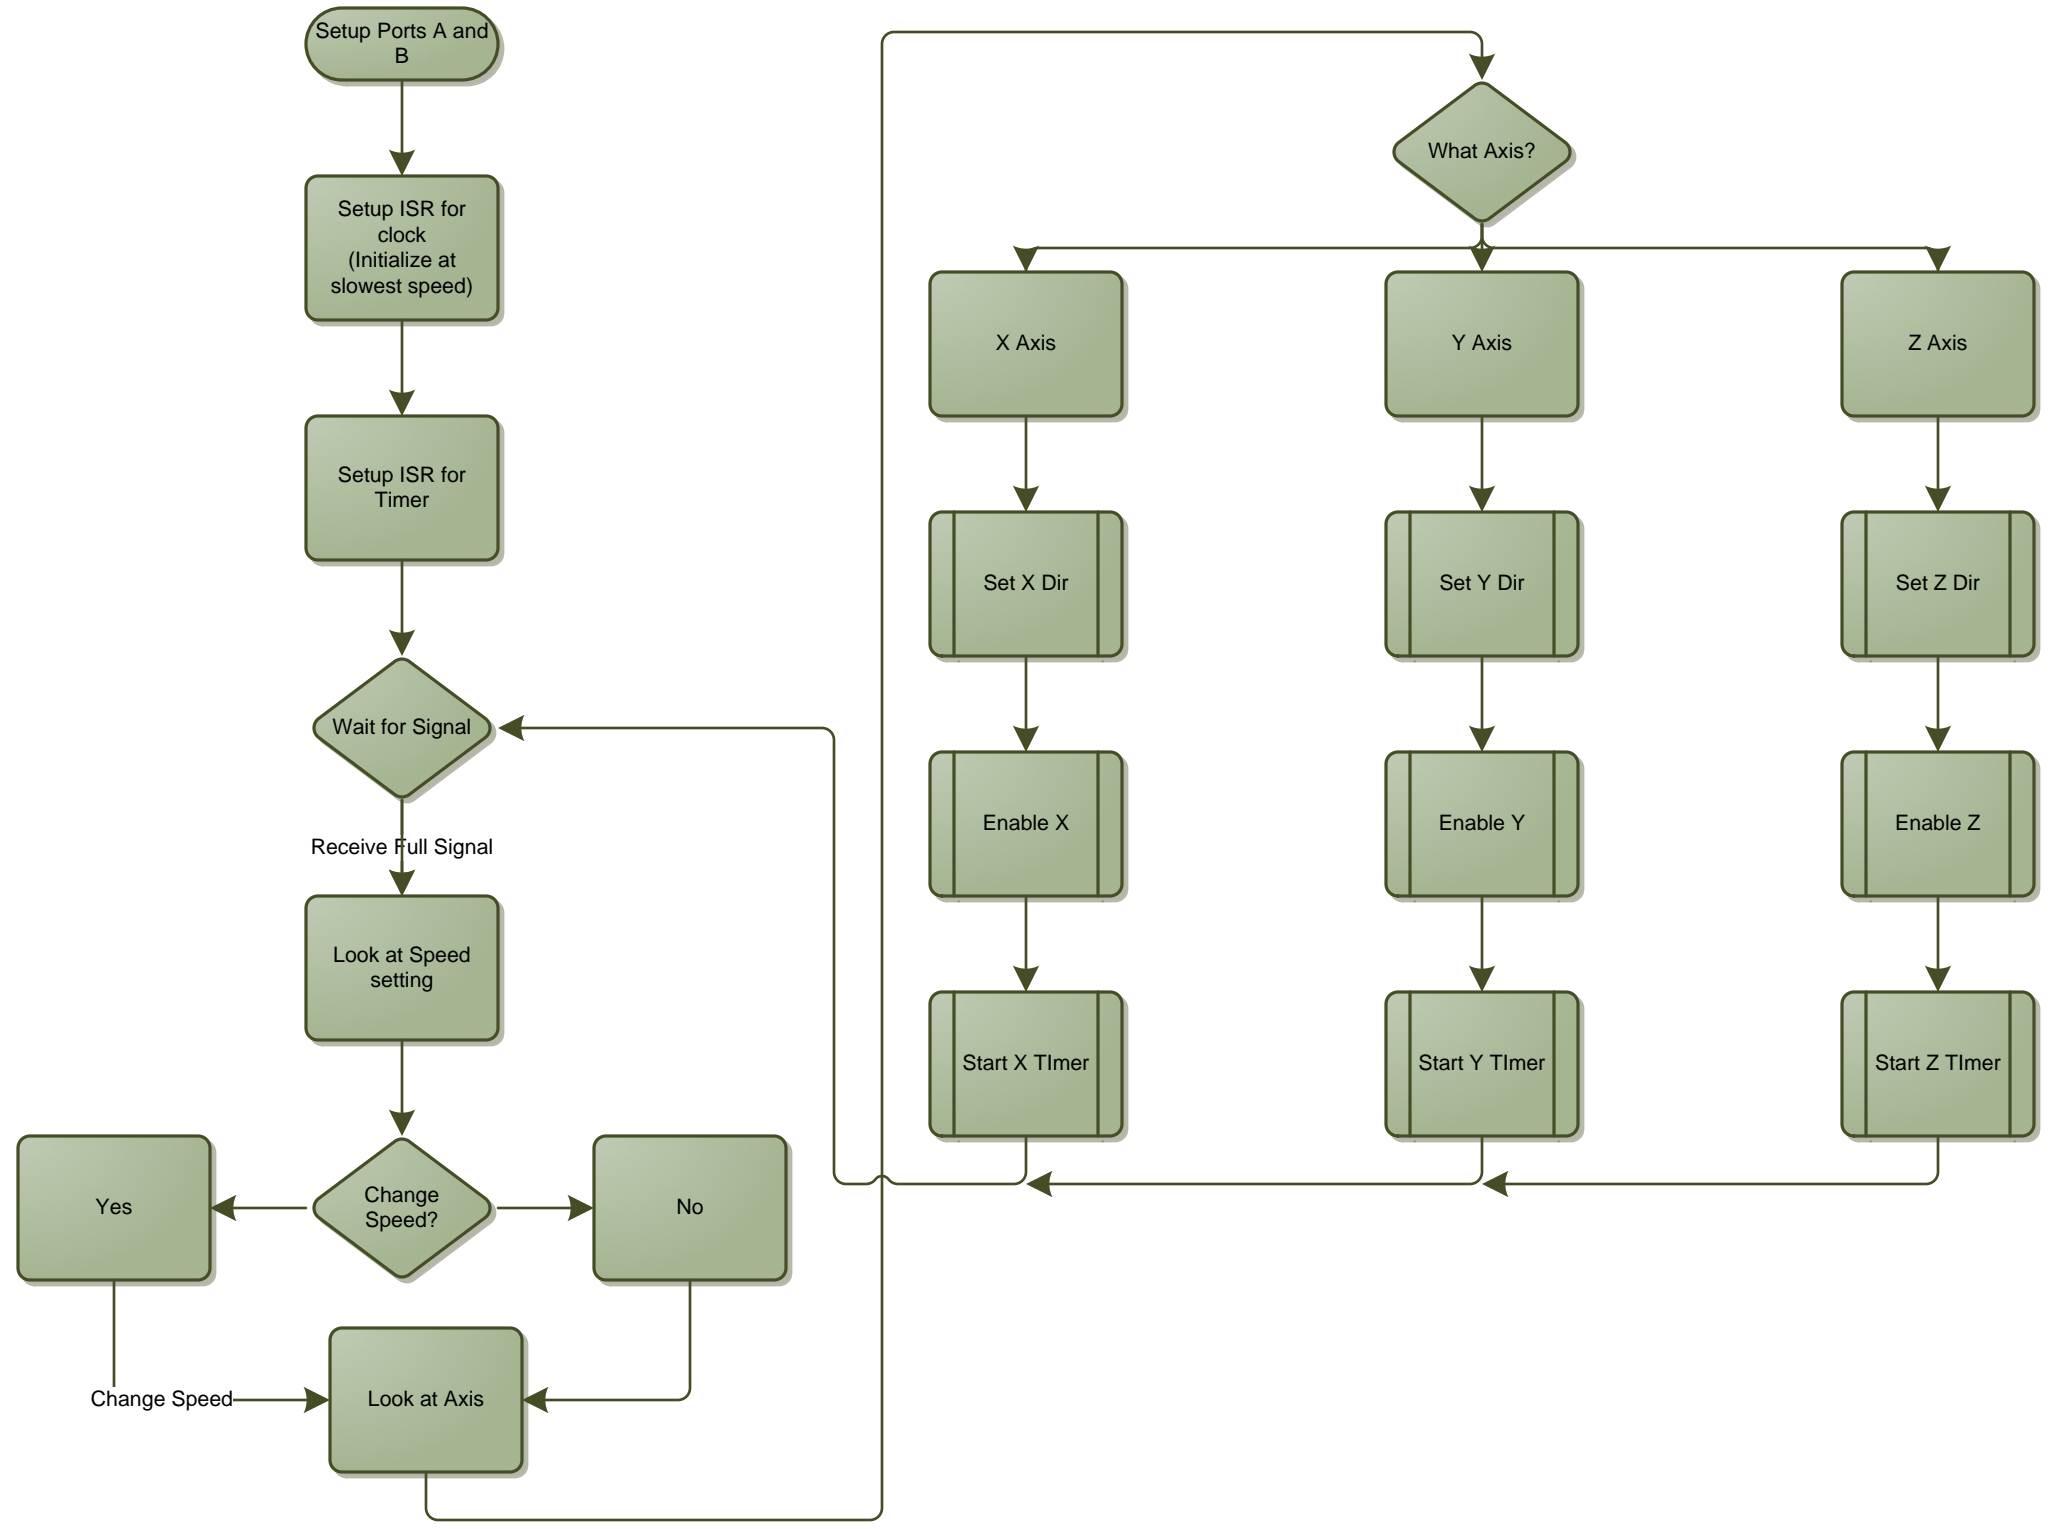 Setup Ports A and
B
Setup ISR for
clock
(Initialize at
slowest speed)
Setup ISR for
Timer
Wait for Signal
Receive Full Signal
Look at Speed
setting
Change
Speed?
Yes
No
Change Speed
Look at Axis
What Axis?
X Axis
Y Axis
Z Axis
Set X Dir
Set Y Dir
Set Z Dir
Enable X
Enable Y
Enable Z
Start X TImer
Start Y TImer
Start Z TImer